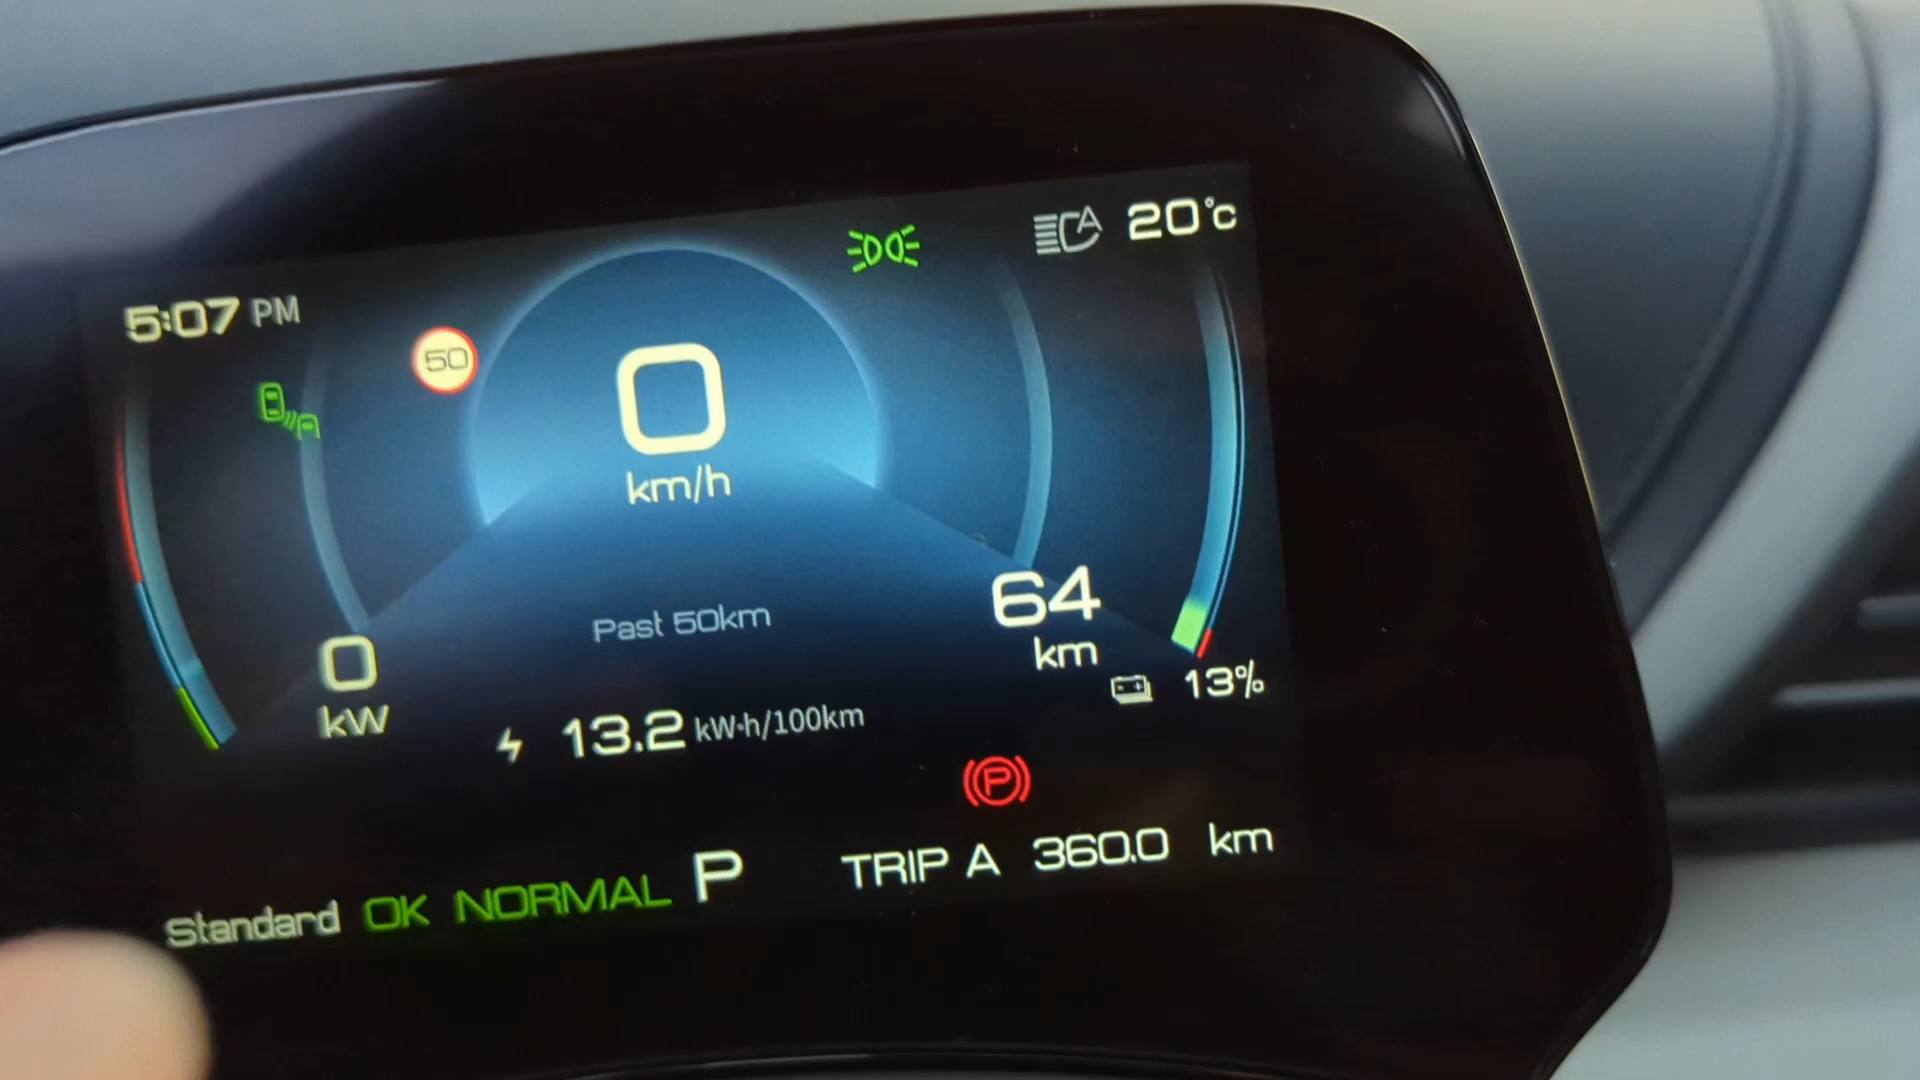 20°C
5:07 PM
50
0
km/h
64
km
Past 50km
0
kW
13%
13.2 kW·h/100km
P
TRIP A 360.0 km
Standard OK NORMAL P